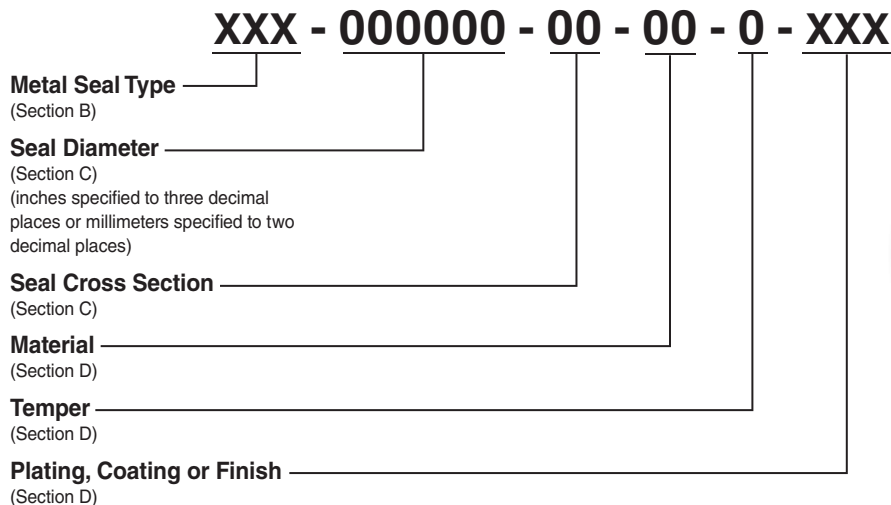 XXX - 000000 - 00 - 00 - 0 - XXX
Metal Seal Type
(Section B)
Seal Diameter
(Section C)
(inches specified to three decimal
places or millimeters specified to two
decimal places)
Seal Cross Section
(Section C)
Material
(Section D)
Temper
(Section D)
Plating, Coating or Finish
(Section D)